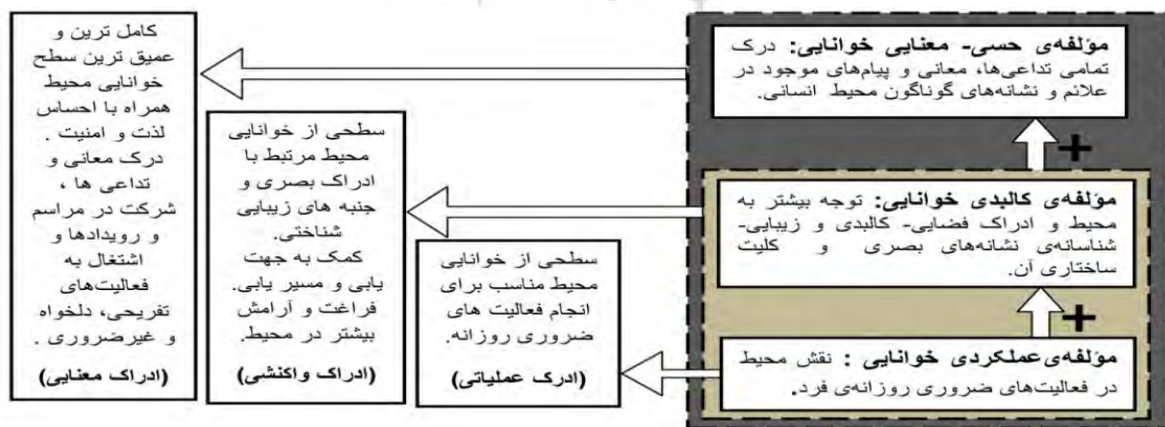 مؤلفه‌ی حسی- معنایی خوانایی: درک
تمامی تداعی‌ها، معانی و پیام‌های موجود در
علائم و نشانه‌های گوناگون محیط انسانی.
+
مؤلفه‌ی کالبدی خوانایی: توجه بیشتر به
محیط و ادراک فضایی- کالبدی و زیبایی-
شناسانه‌ی نشانه‌های بصری و کلیت
ساختاری آن.
+
مؤلفه‌ی عملکردی خوانایی : نقش محیط
در فعالیت‌های ضروری روزانه‌ی فرد.
سطحی از خوانایی
محیط مناسب برای
انجام فعالیت های
ضروری روزانه.
(ادرک عملیاتی)
سطحی از خوانایی
محیط مرتبط با
ادراک بصری و
جنبه های زیبایی
شناختی.
کمک به جهت
یابی و مسیر یابی.
فراغت و آرامش
بیشتر در محیط.
(ادراک واکنشی)
کامل ترین و
عمیق ترین سطح
خوانایی محیط
همراه با احساس
لذت و امنیت .
درک معانی و
تداعی ها ،
شرکت در مراسم
و رویدادها و
اشتغال به
فعالیت‌های
تفریحی، دلخواه
و غیرضروری .
(ادراک معنایی)